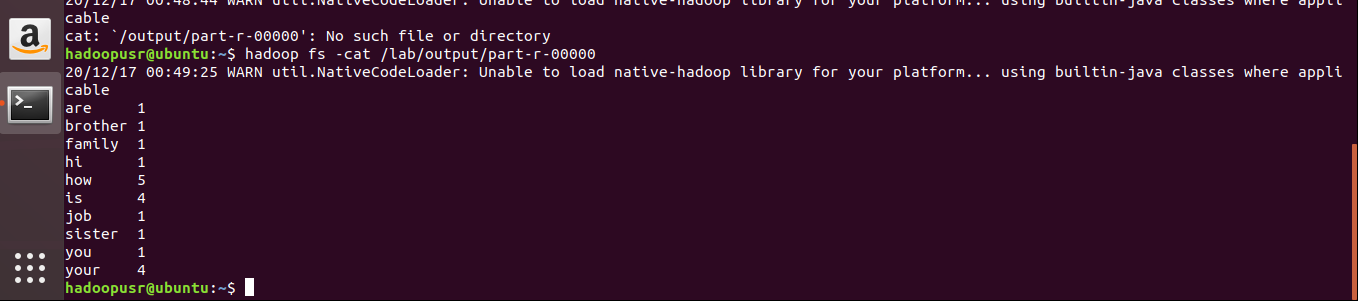 20/12/17 00:48:44 WARN util.NativeCodeLoader: Unable to load native-hadoop library for your platform... using builtin-java classes where appli
cable
cat: `/output/part-r-00000': No such file or directory
hadoopusr@ubuntu:~$ hadoop fs -cat /lab/output/part-r-00000
20/12/17 00:49:25 WARN util.NativeCodeLoader: Unable to load native-hadoop library for your platform... using builtin-java classes where appli
cable
are     1
brother 1
family  1
hi      1
how     5
is      4
job     1
sister  1
you     1
your    4
hadoopusr@ubuntu:~$